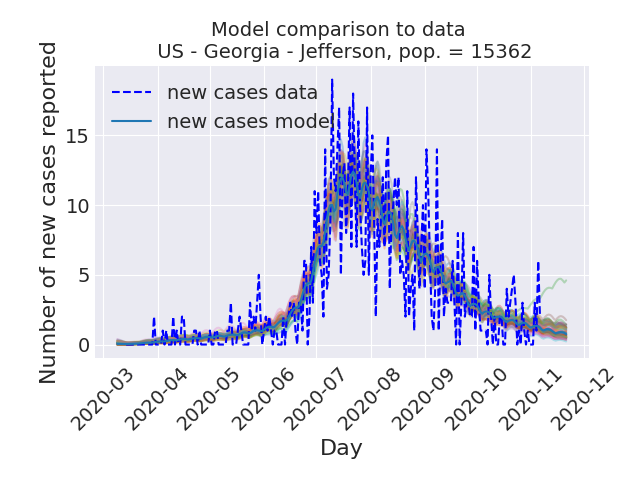 Model comparison to data
US - Georgia - Jefferson, pop. = 15362
Number of new cases reported
new cases data
new cases model
15
10
5
0
2020-03
2020-04
2020-05
2020-06
2020-07
2020-08
2020-09
2020-10
2020-11
2020-12
Day